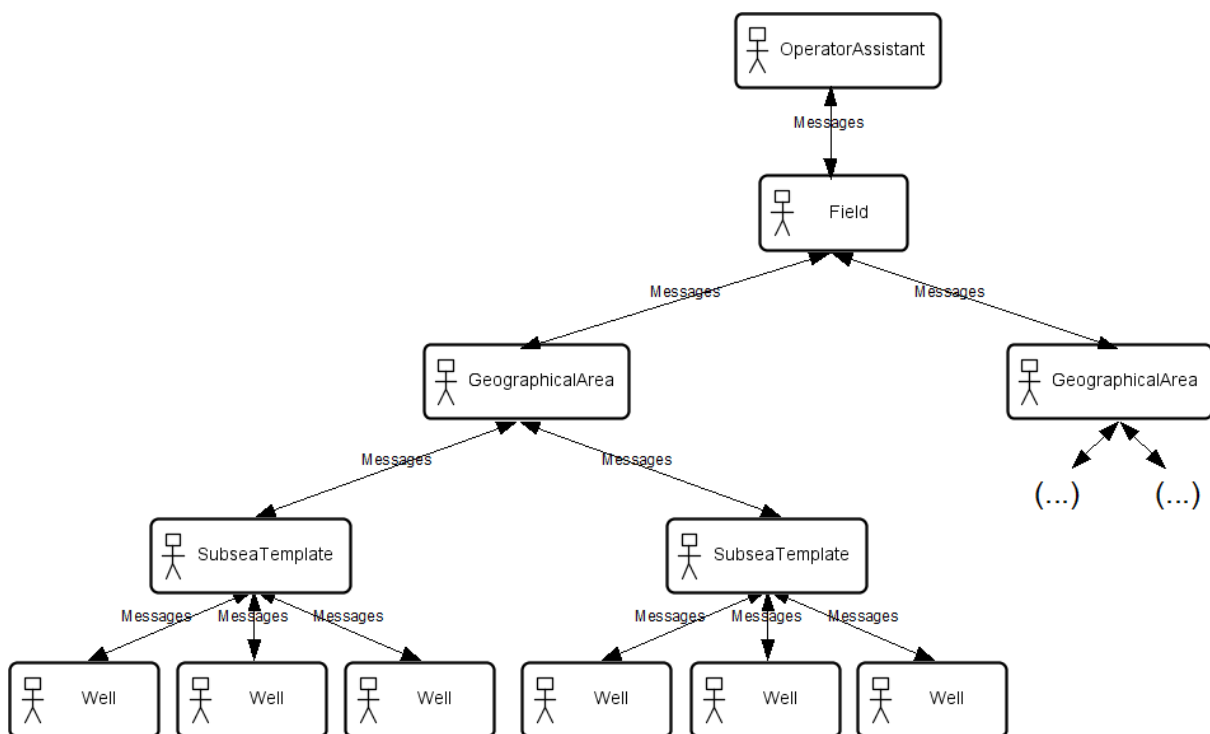 OperatorAssistant
Messages
Field
Messages
Messages
GeographicalArea
GeographicalArea
Messages
Messages
(...)
(...)
SubseaTemplate
SubseaTemplate
Messages
Messages
Messages
Messages
Messages
Messages
Well
Well
Well
Well
Well
Well